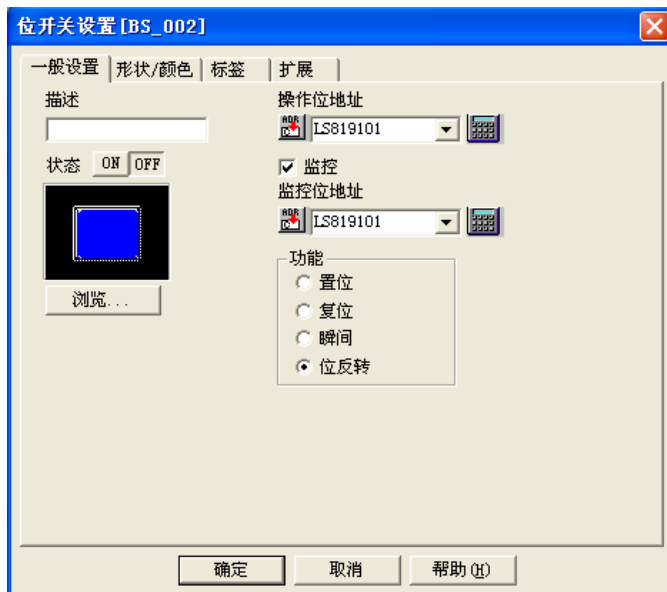 位开关设置[BS_002]
一般设置 形状/颜色 标签 扩展
描述
操作位地址
ADR
C
LS819101
状态 ON OFF
监控
监控位地址
ADR
C
LS819101
浏览...
功能
置位
复位
瞬间
位反转
确定 取消 帮助(H)